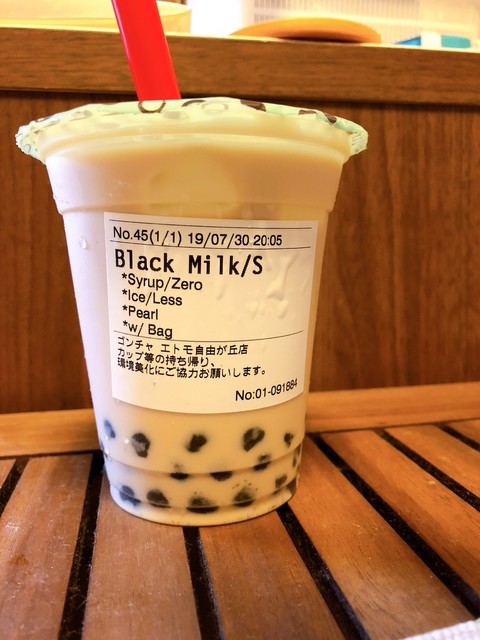 No.45(1/1) 19/07/30 20:05
Black Milk/S
*Syrup/Zero
*Ice/Less
*Pearl
*w/ Bag
ゴンチャ エトモ自由が丘店
カップ等の持ち帰り、
環境美化にご協力お願いします。
No:01-091884